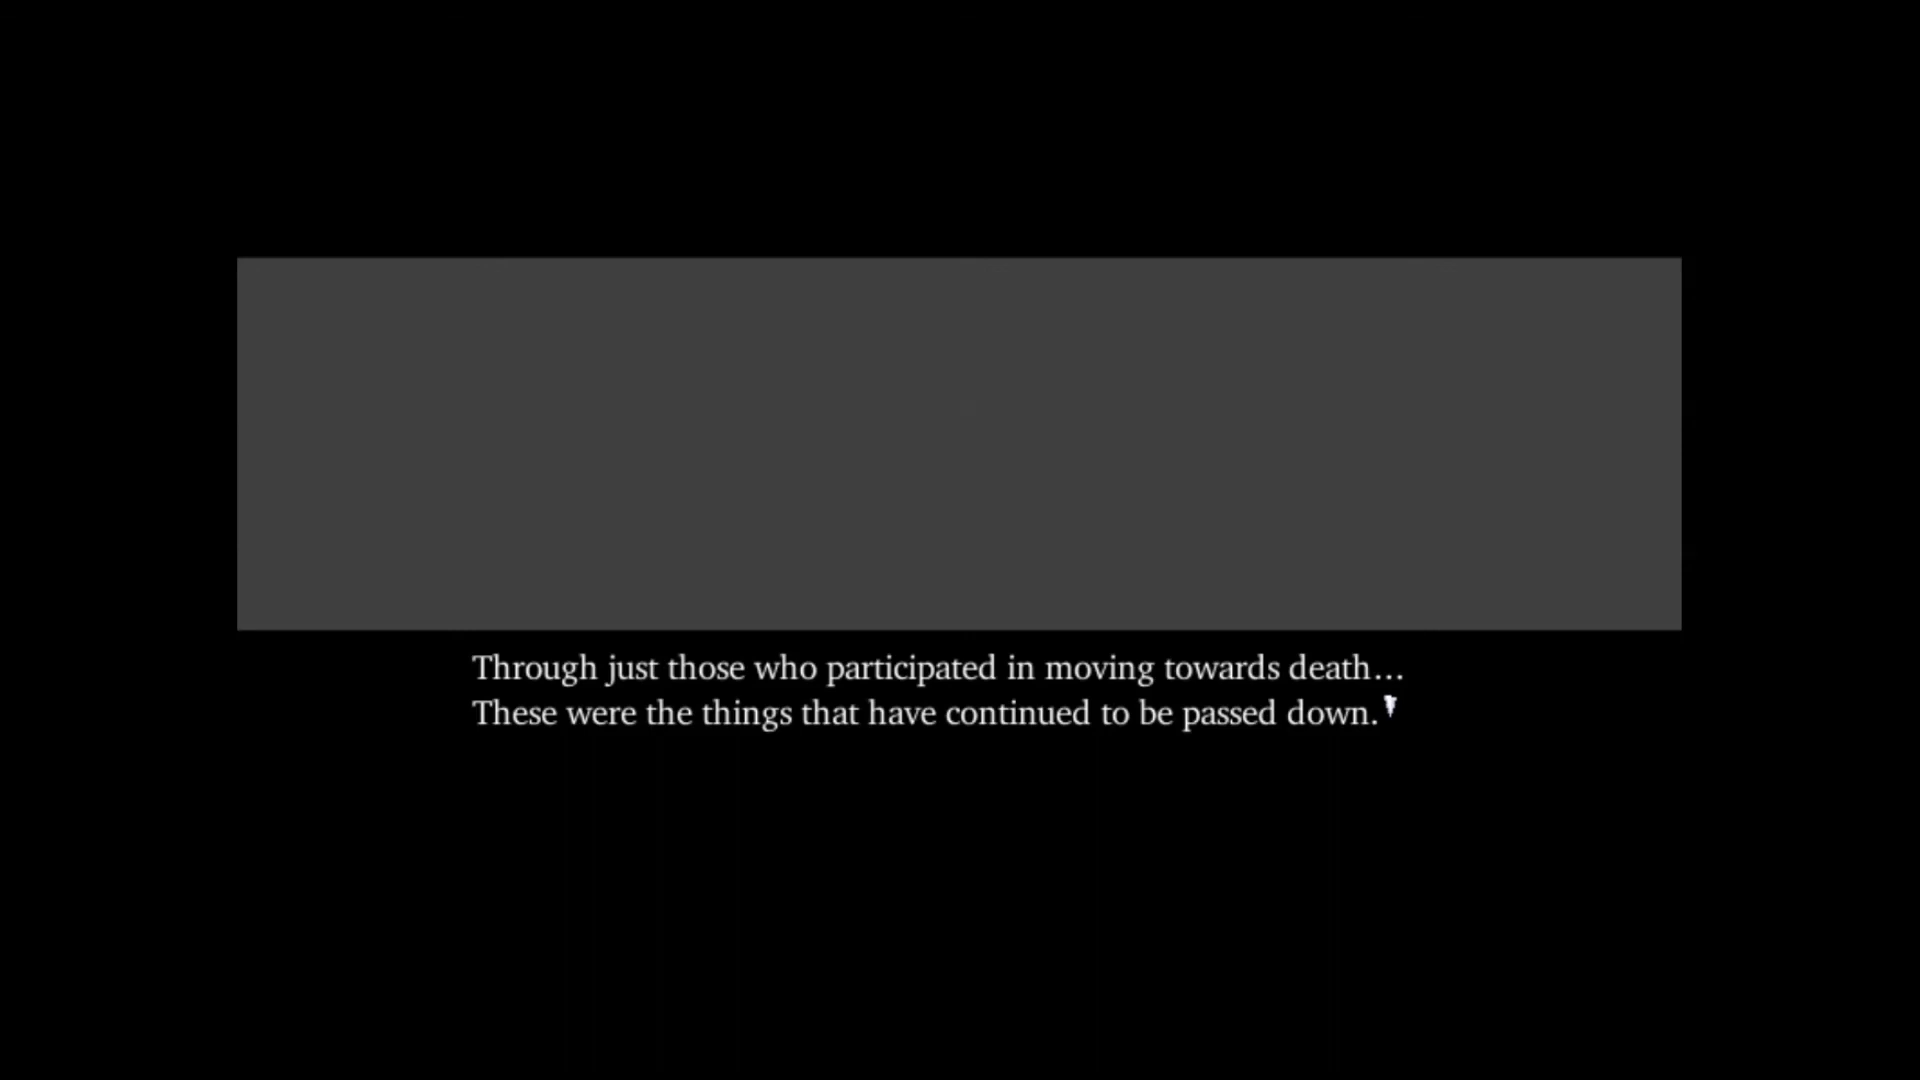 Through just those who participated in moving towards death...
These were the things that have continued to be passed down.